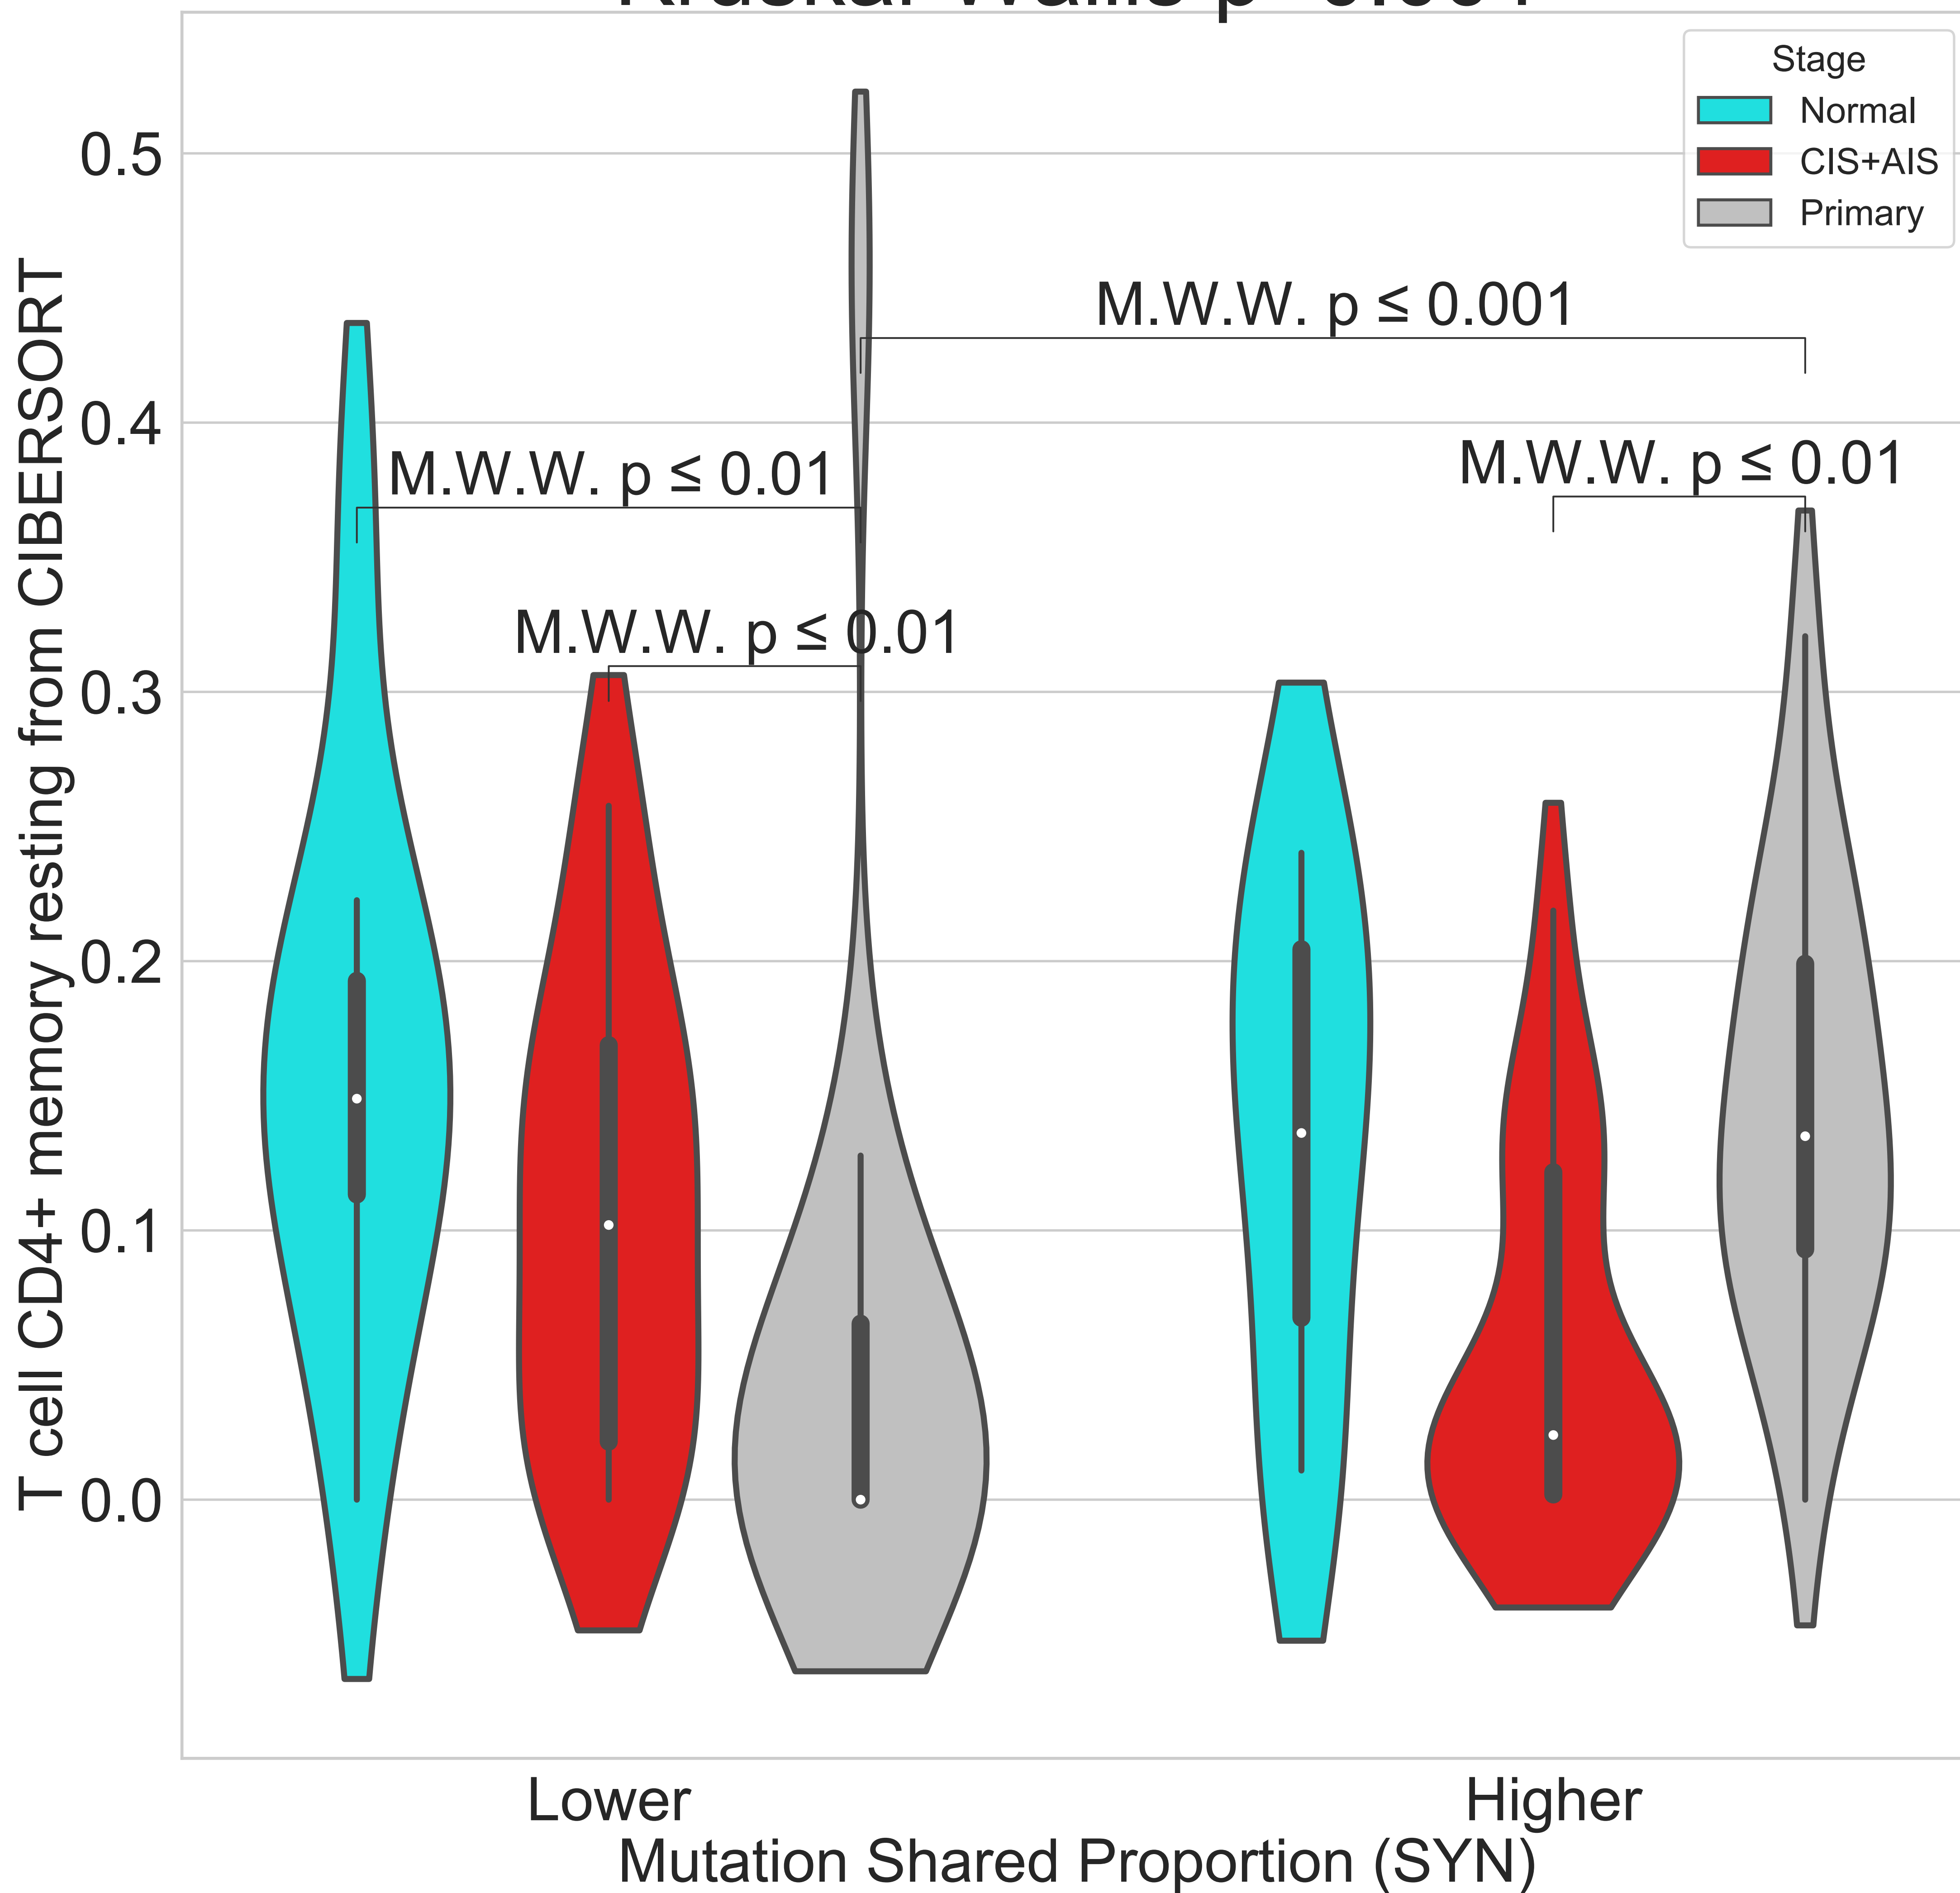 Stage
Normal
CIS+AIS
Primary
0.5
0.4
0.3
0.2
0.1
0.0
T cell CD4+ memory resting from CIBERSORT
M.W.W. p ≤ 0.001
M.W.W. p ≤ 0.01
M.W.W. p ≤ 0.01
M.W.W. p ≤ 0.01
Lower
Higher
Mutation Shared Proportion (SYN)